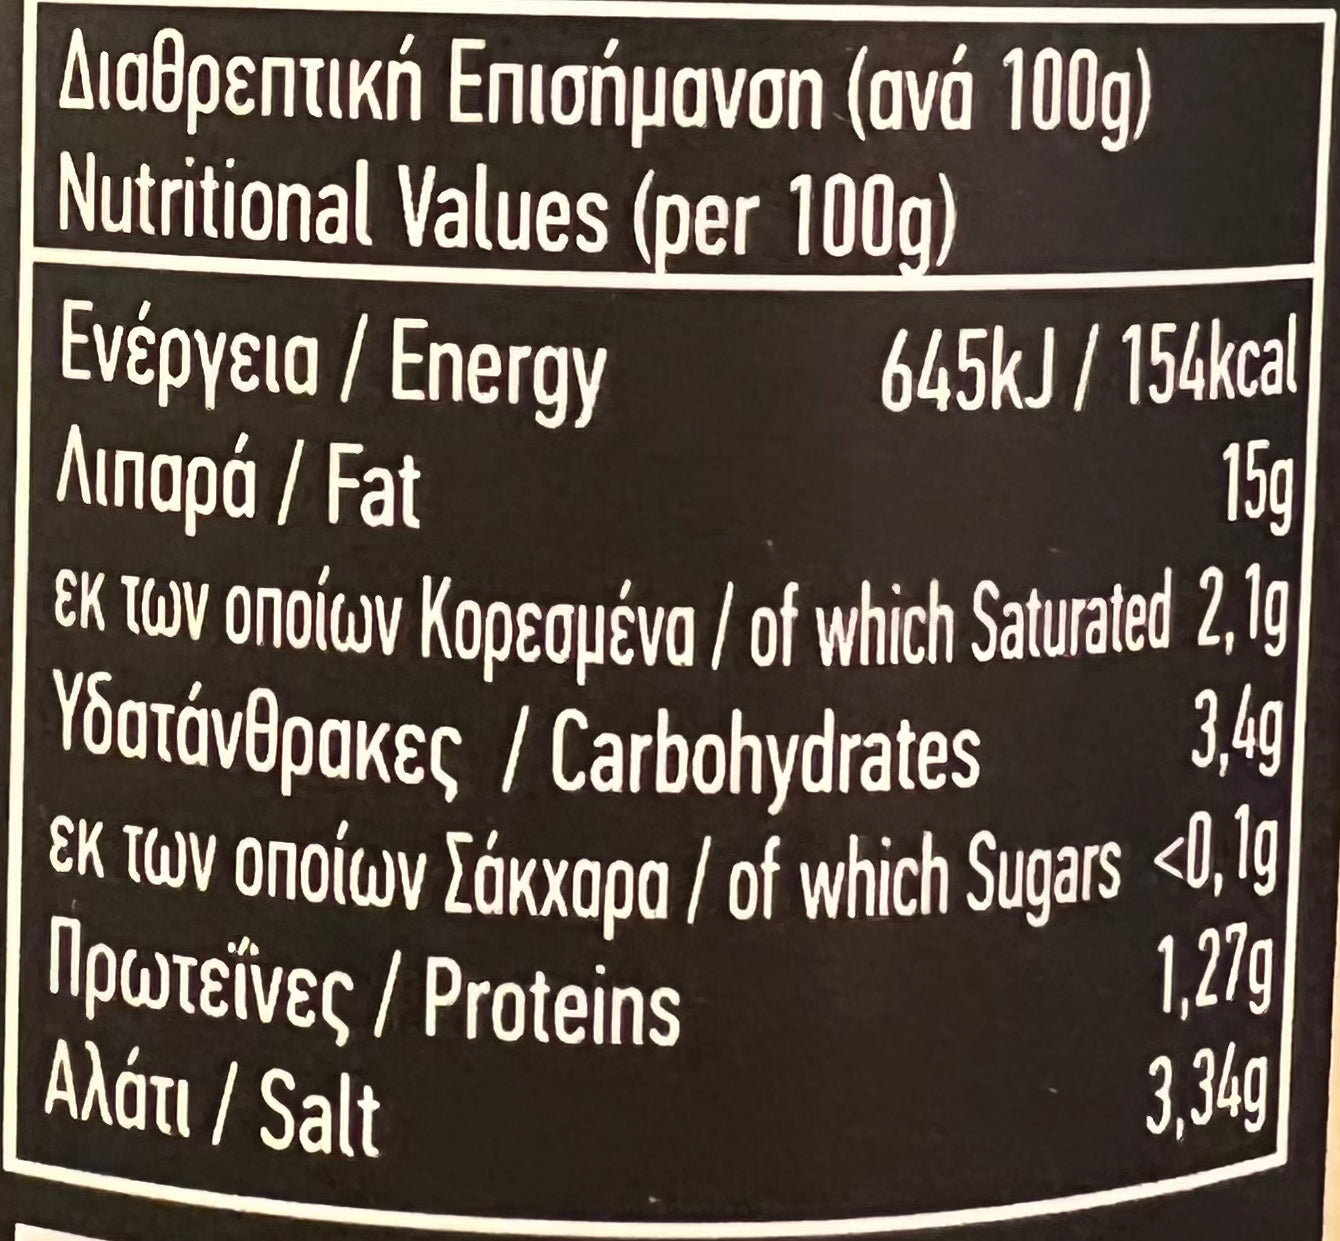 Διαθρεπτική Επισήμανση (ανά 100g)
Nutritional Values (per 100g)
Ενέργεια / Energy 645kJ / 154kcal
Λιπαρά / Fat 15g
εκ των οποίων Κορεσμένα / of which Saturated 2,1g
Υδατάνθρακες / Carbohydrates 3,4g
εκ των οποίων Σάκχαρα / of which Sugars <0,1g
Πρωτεΐνες / Proteins 1,27g
Αλάτι / Salt 3,34g